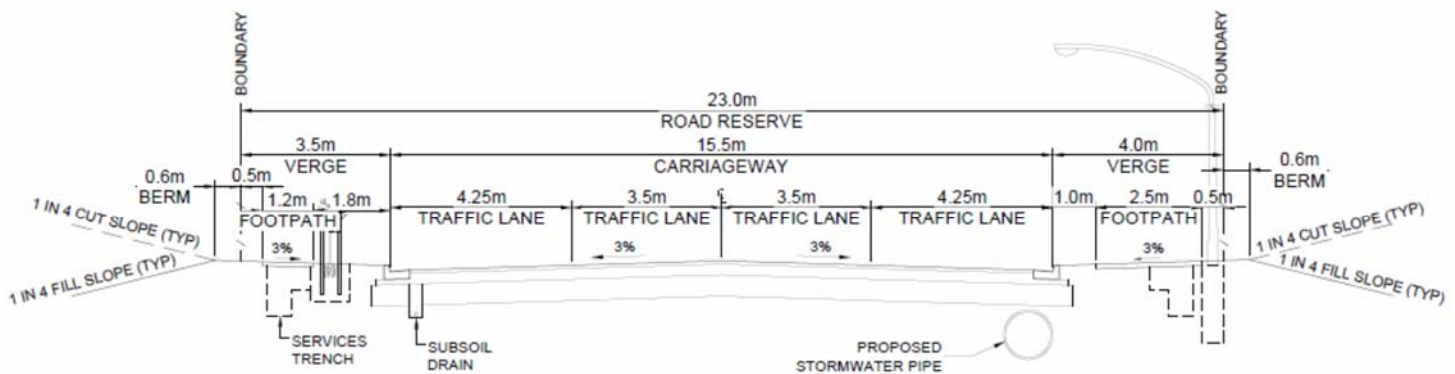 BOUNDARY
BOUNDARY
23.0m
ROAD RESERVE
3.5m
VERGE
15.5m
CARRIAGEWAY
4.0m
VERGE
0.6m
BERM
0.5m
1.2m
FOOTPATH
1.8m
4.25m
TRAFFIC LANE
3.5m
TRAFFIC LANE
3.5m
TRAFFIC LANE
4.25m
TRAFFIC LANE
1.0m
2.5m
FOOTPATH
0.5m
0.6m
BERM
1 IN 4 CUT SLOPE (TYP)
1 IN 4 FILL SLOPE (TYP)
3%
3%
3%
3%
1 IN 4 CUT SLOPE (TYP)
1 IN 4 FILL SLOPE (TYP)
SERVICES
TRENCH
SUBSOIL
DRAIN
PROPOSED
STORMWATER PIPE